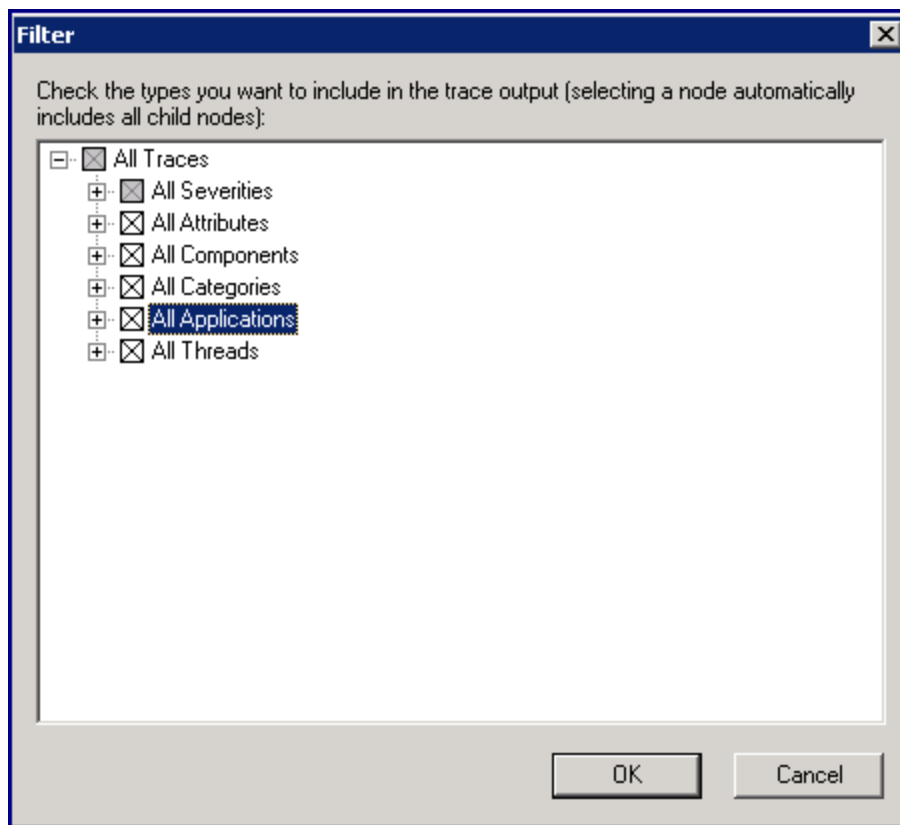 Filter
Check the types you want to include in the trace output (selecting a node automatically
includes all child nodes):
All Traces
All Severities
All Attributes
All Components
All Categories
All Applications
All Threads
OK Cancel